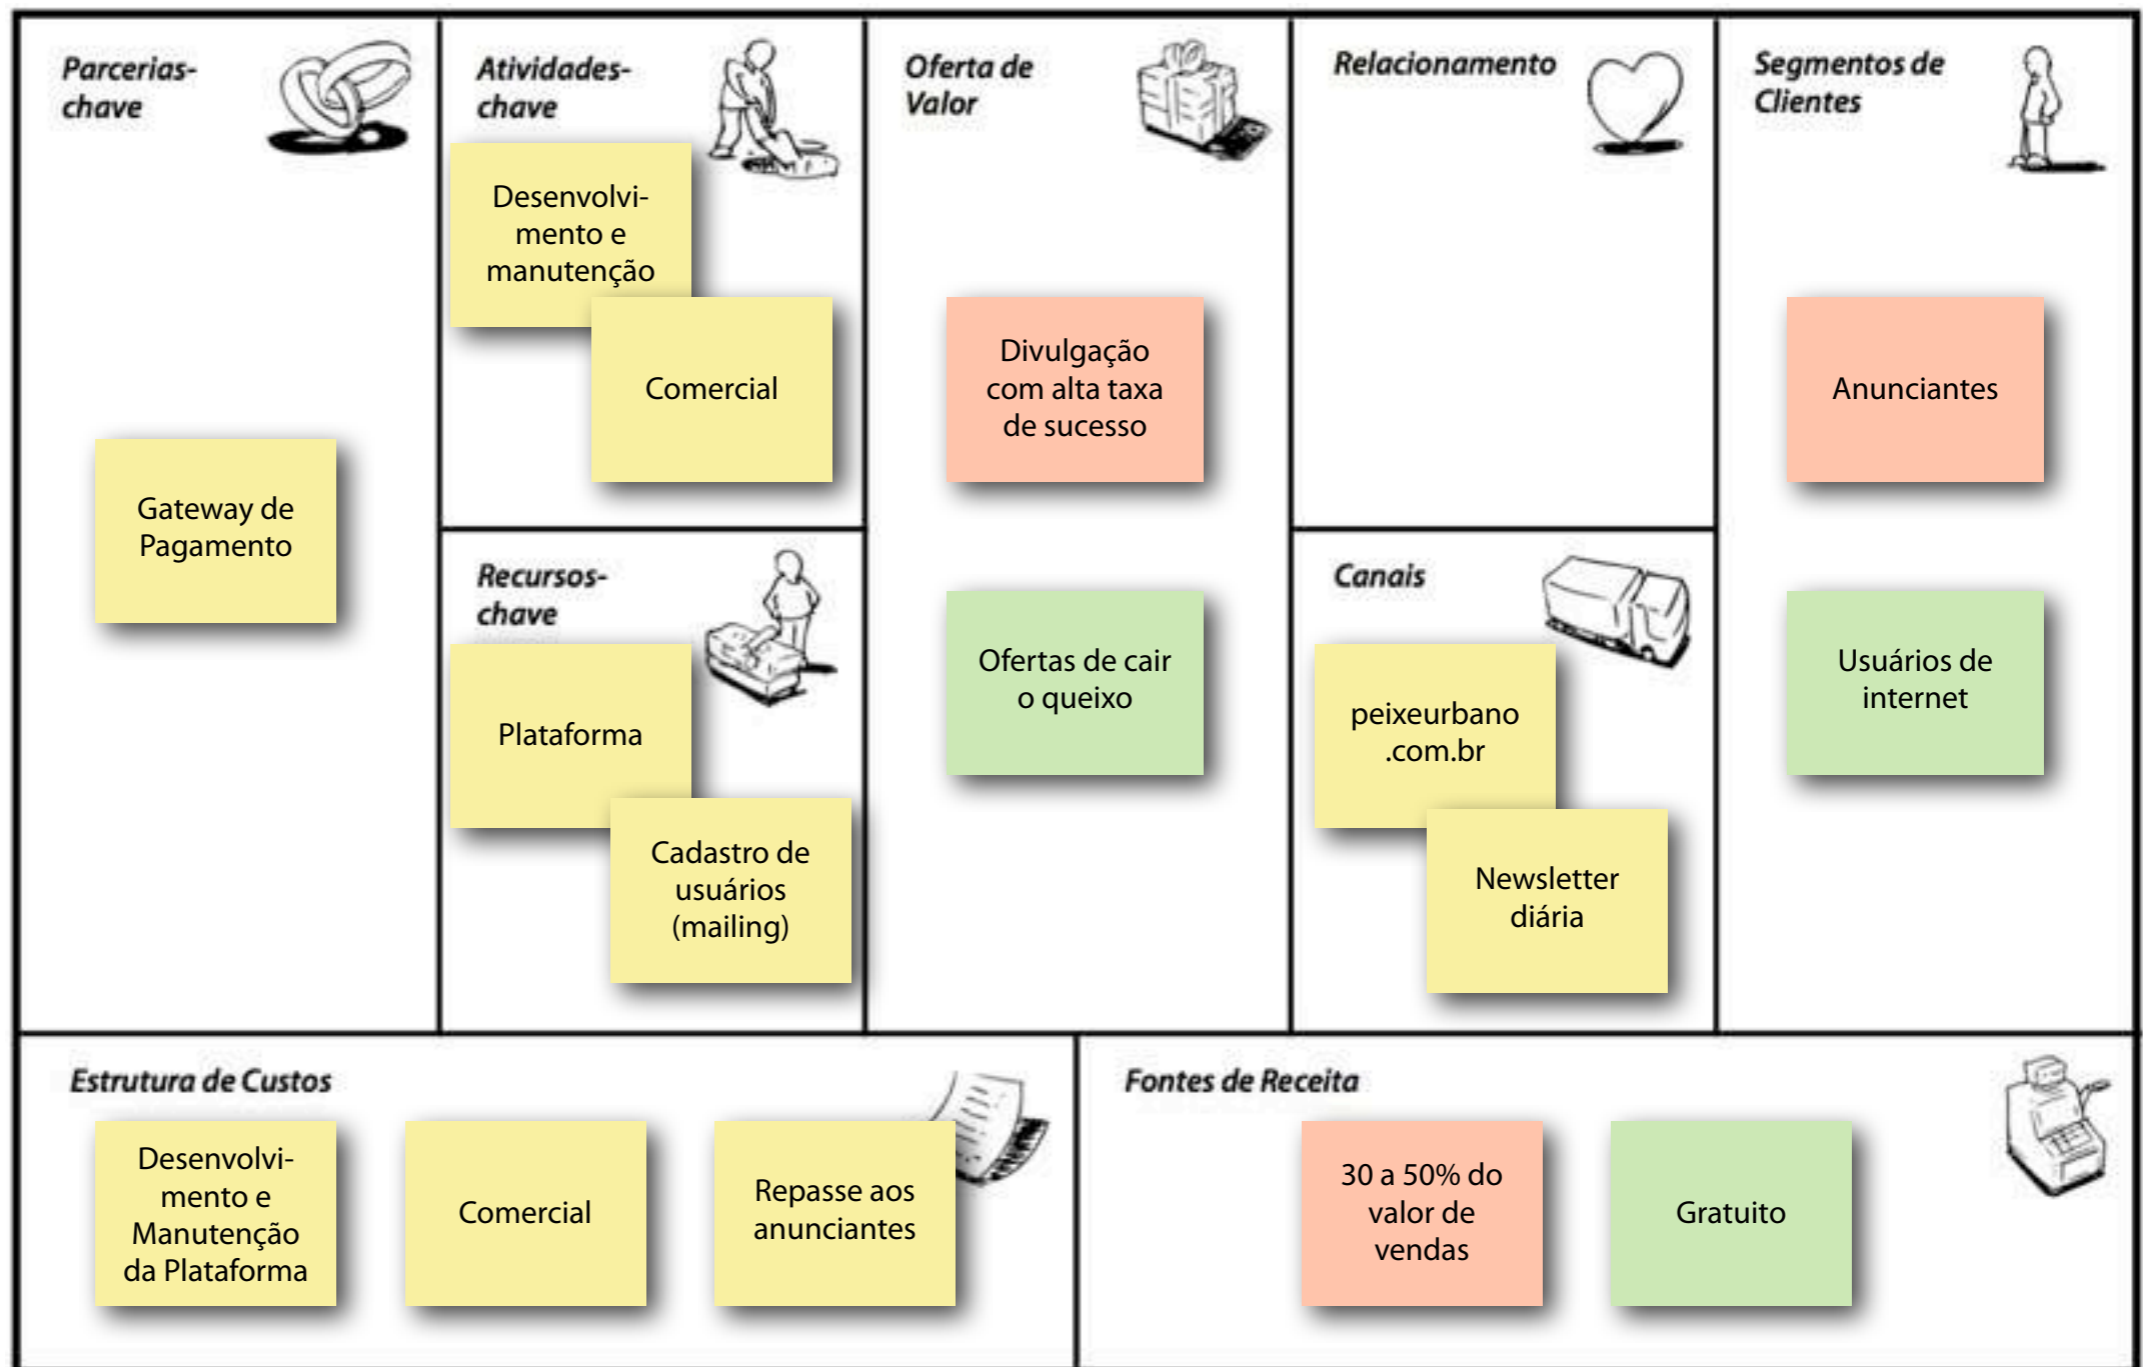 Parcerias-
chave
Gateway de
Pagamento
Atividades-
chave
Desenvolvi-
mento e
manutenção
Comercial
Recursos-
chave
Plataforma
Cadastro de
usuários
(mailing)
Oferta de
Valor
Divulgação
com alta taxa
de sucesso
Ofertas de cair
o queixo
Relacionamento
Canais
peixeurbano
.com.br
Newsletter
diária
Segmentos de
Clientes
Anunciantes
Usuários de
internet
Estrutura de Custos
Desenvolvi-
mento e
Manutenção
da Plataforma
Comercial
Repasse aos
anunciantes
Fontes de Receita
30 a 50% do
valor de
vendas
Gratuito